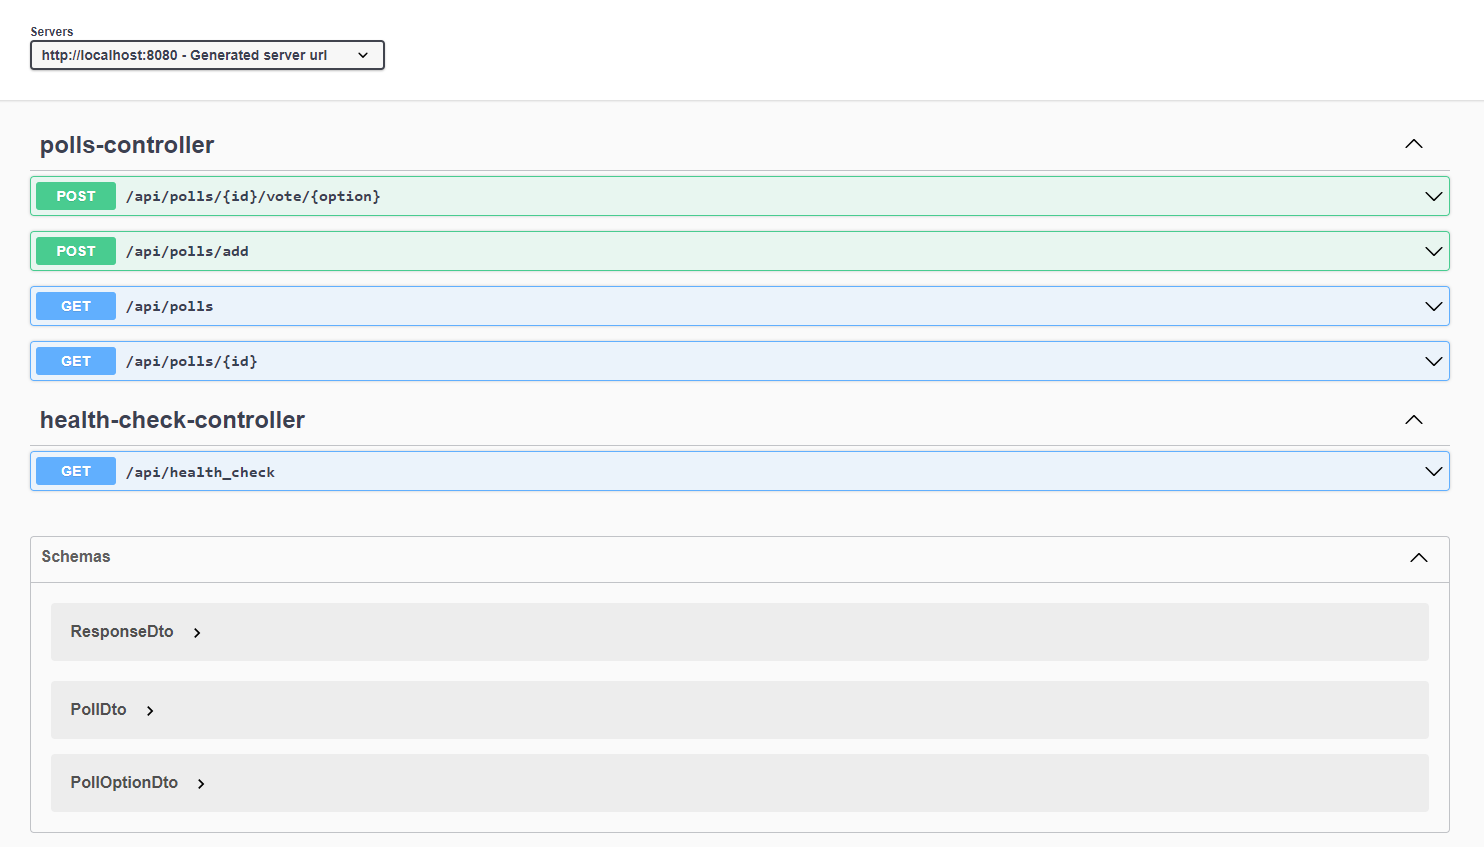 Servers
http://localhost:8080 - Generated server url
polls-controller
POST /api/polls/{id}/vote/{option}
POST /api/polls/add
GET /api/polls
GET /api/polls/{id}
health-check-controller
GET /api/health_check
Schemas
ResponseDto
PollDto
PollOptionDto